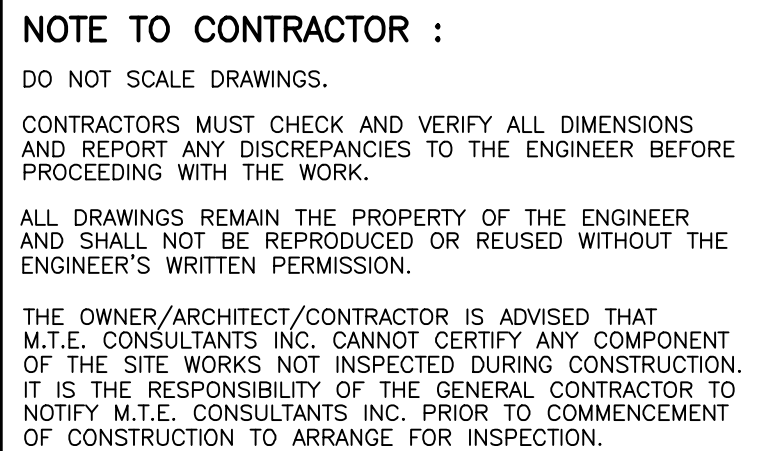 NOTE TO CONTRACTOR :
DO NOT SCALE DRAWINGS.
CONTRACTORS MUST CHECK AND VERIFY ALL DIMENSIONS
AND REPORT ANY DISCREPANCIES TO THE ENGINEER BEFORE
PROCEEDING WITH THE WORK.
ALL DRAWINGS REMAIN THE PROPERTY OF THE ENGINEER
AND SHALL NOT BE REPRODUCED OR REUSED WITHOUT THE
ENGINEER'S WRITTEN PERMISSION.
THE OWNER/ARCHITECT/CONTRACTOR IS ADVISED THAT
M.T.E. CONSULTANTS INC. CANNOT CERTIFY ANY COMPONENT
OF THE SITE WORKS NOT INSPECTED DURING CONSTRUCTION.
IT IS THE RESPONSIBILITY OF THE GENERAL CONTRACTOR TO
NOTIFY M.T.E. CONSULTANTS INC. PRIOR TO COMMENCEMENT
OF CONSTRUCTION TO ARRANGE FOR INSPECTION.